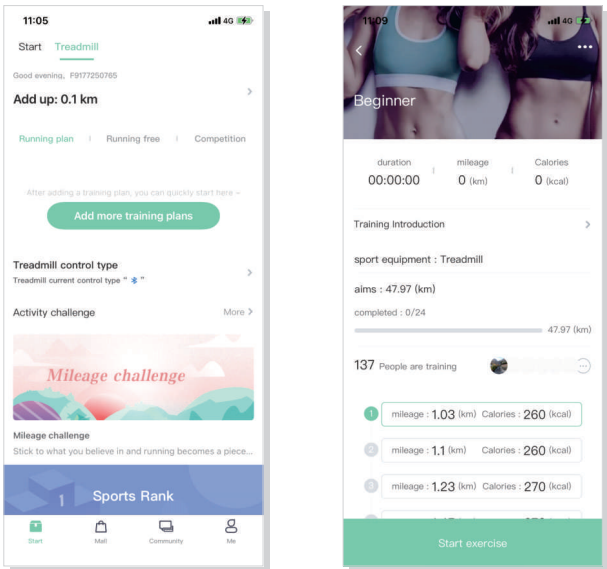 11:05
4G
Start Treadmill
Good evening, F9177250765
Add up: 0.1 km
Running plan Running free Competition
After adding a training plan, you can quickly start here ~
Add more training plans
Treadmill control type
Treadmill current control type " "
Activity challenge More >
Mileage challenge
Mileage challenge
Stick to what you believe in and running becomes a piece...
1
Sports Rank
Start Mall Community Me
11:09
4G
Beginner
duration mileage Calories
00:00:00 0 (km) 0 (kcal)
Training Introduction
sport equipment : Treadmill
aims : 47.97 (km)
completed : 0/24
47.97 (km)
137 People are training
1 mileage : 1.03 (km) Calories : 260 (kcal)
2 mileage : 1.1 (km) Calories : 260 (kcal)
3 mileage : 1.23 (km) Calories : 270 (kcal)
Start exercise